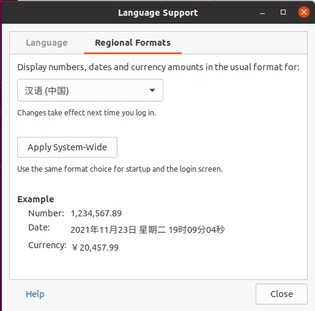 Language Support
Language Regional Formats
Display numbers, dates and currency amounts in the usual format for:
汉语 (中国)
Changes take effect next time you log in.
Apply System-Wide
Use the same format choice for startup and the login screen.
Example
Number: 1,234,567.89
Date: 2021年11月23日 星期二 19时09分04秒
Currency: ￥20,457.99
Help Close